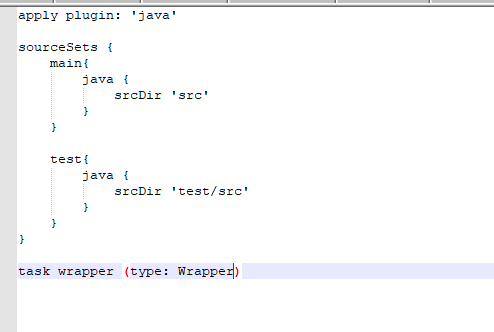 apply plugin: 'java'
sourceSets {
    main{
        java {
            srcDir 'src'
        }
    }
    test{
        java {
            srcDir 'test/src'
        }
    }
}
task wrapper (type: Wrapper)